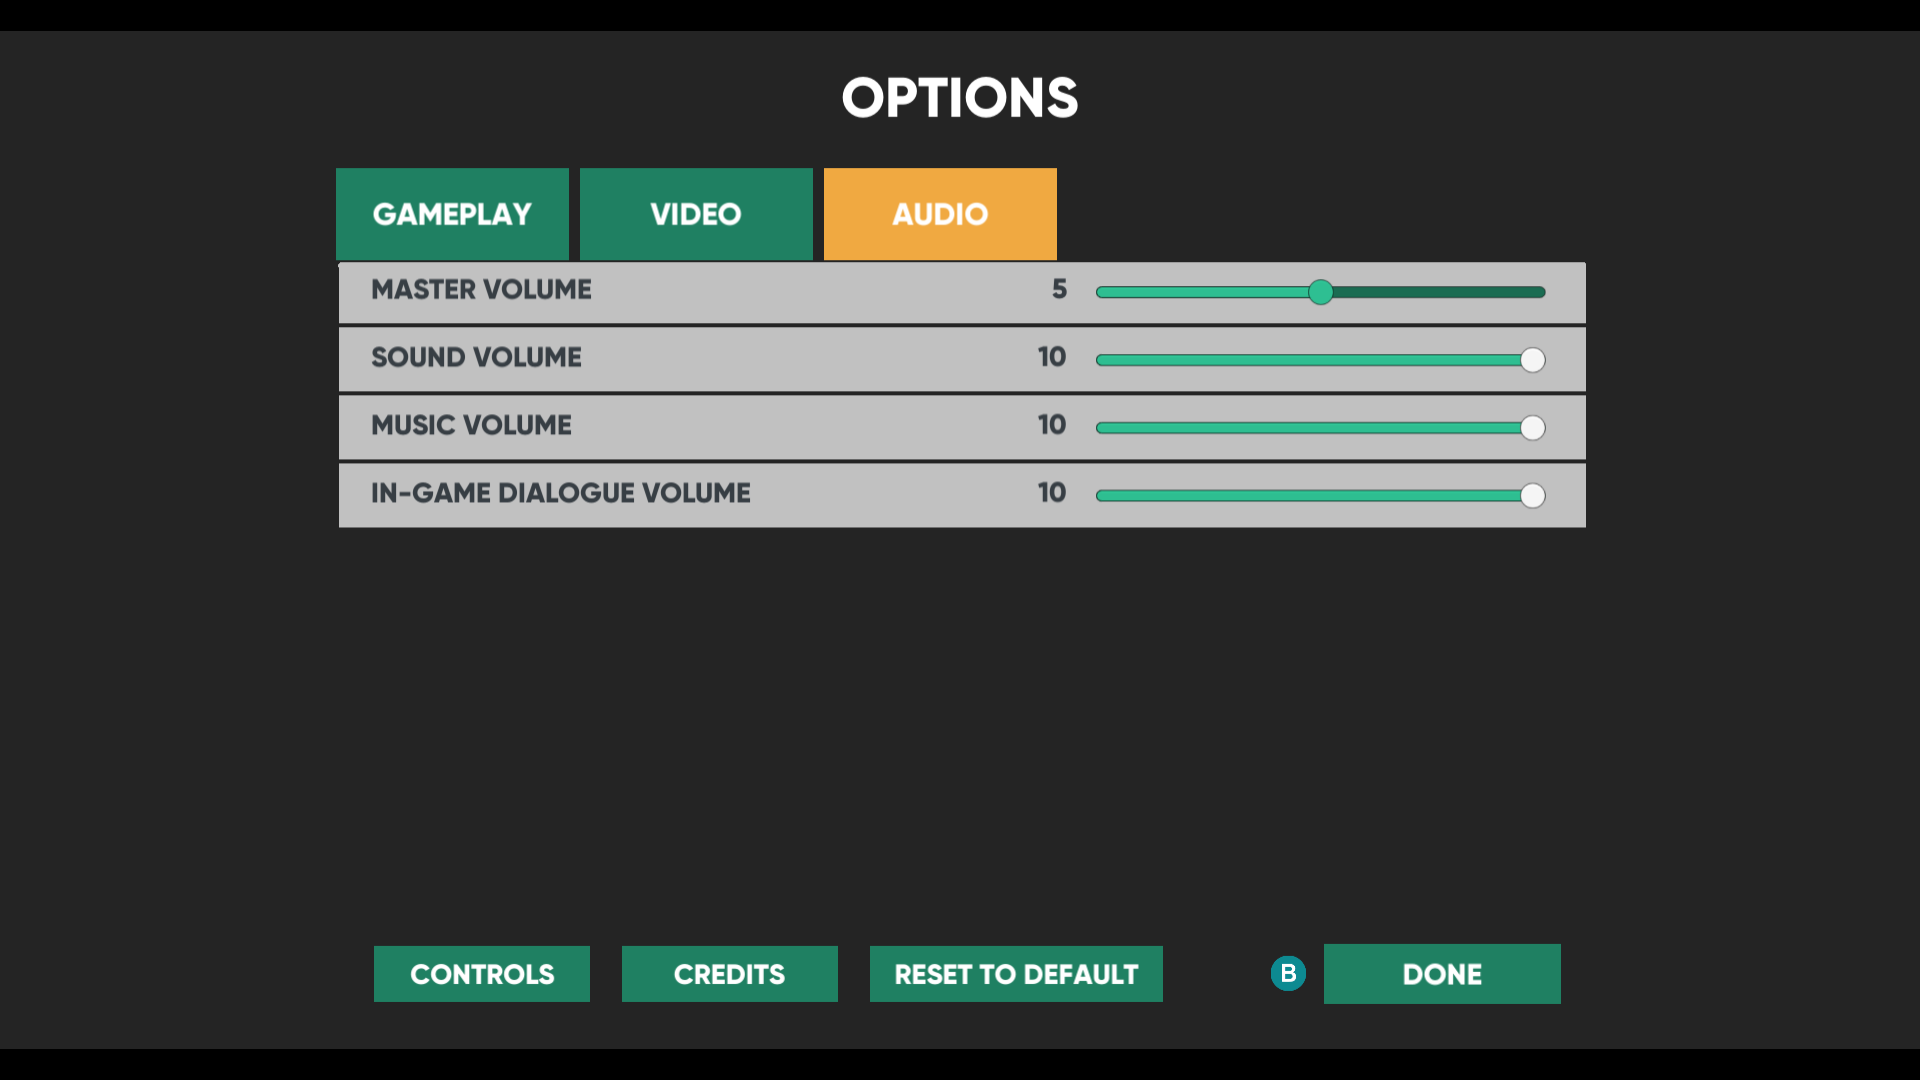 OPTIONS
GAMEPLAY VIDEO AUDIO
MASTER VOLUME 5
SOUND VOLUME 10
MUSIC VOLUME 10
IN-GAME DIALOGUE VOLUME 10
CONTROLS CREDITS RESET TO DEFAULT B DONE